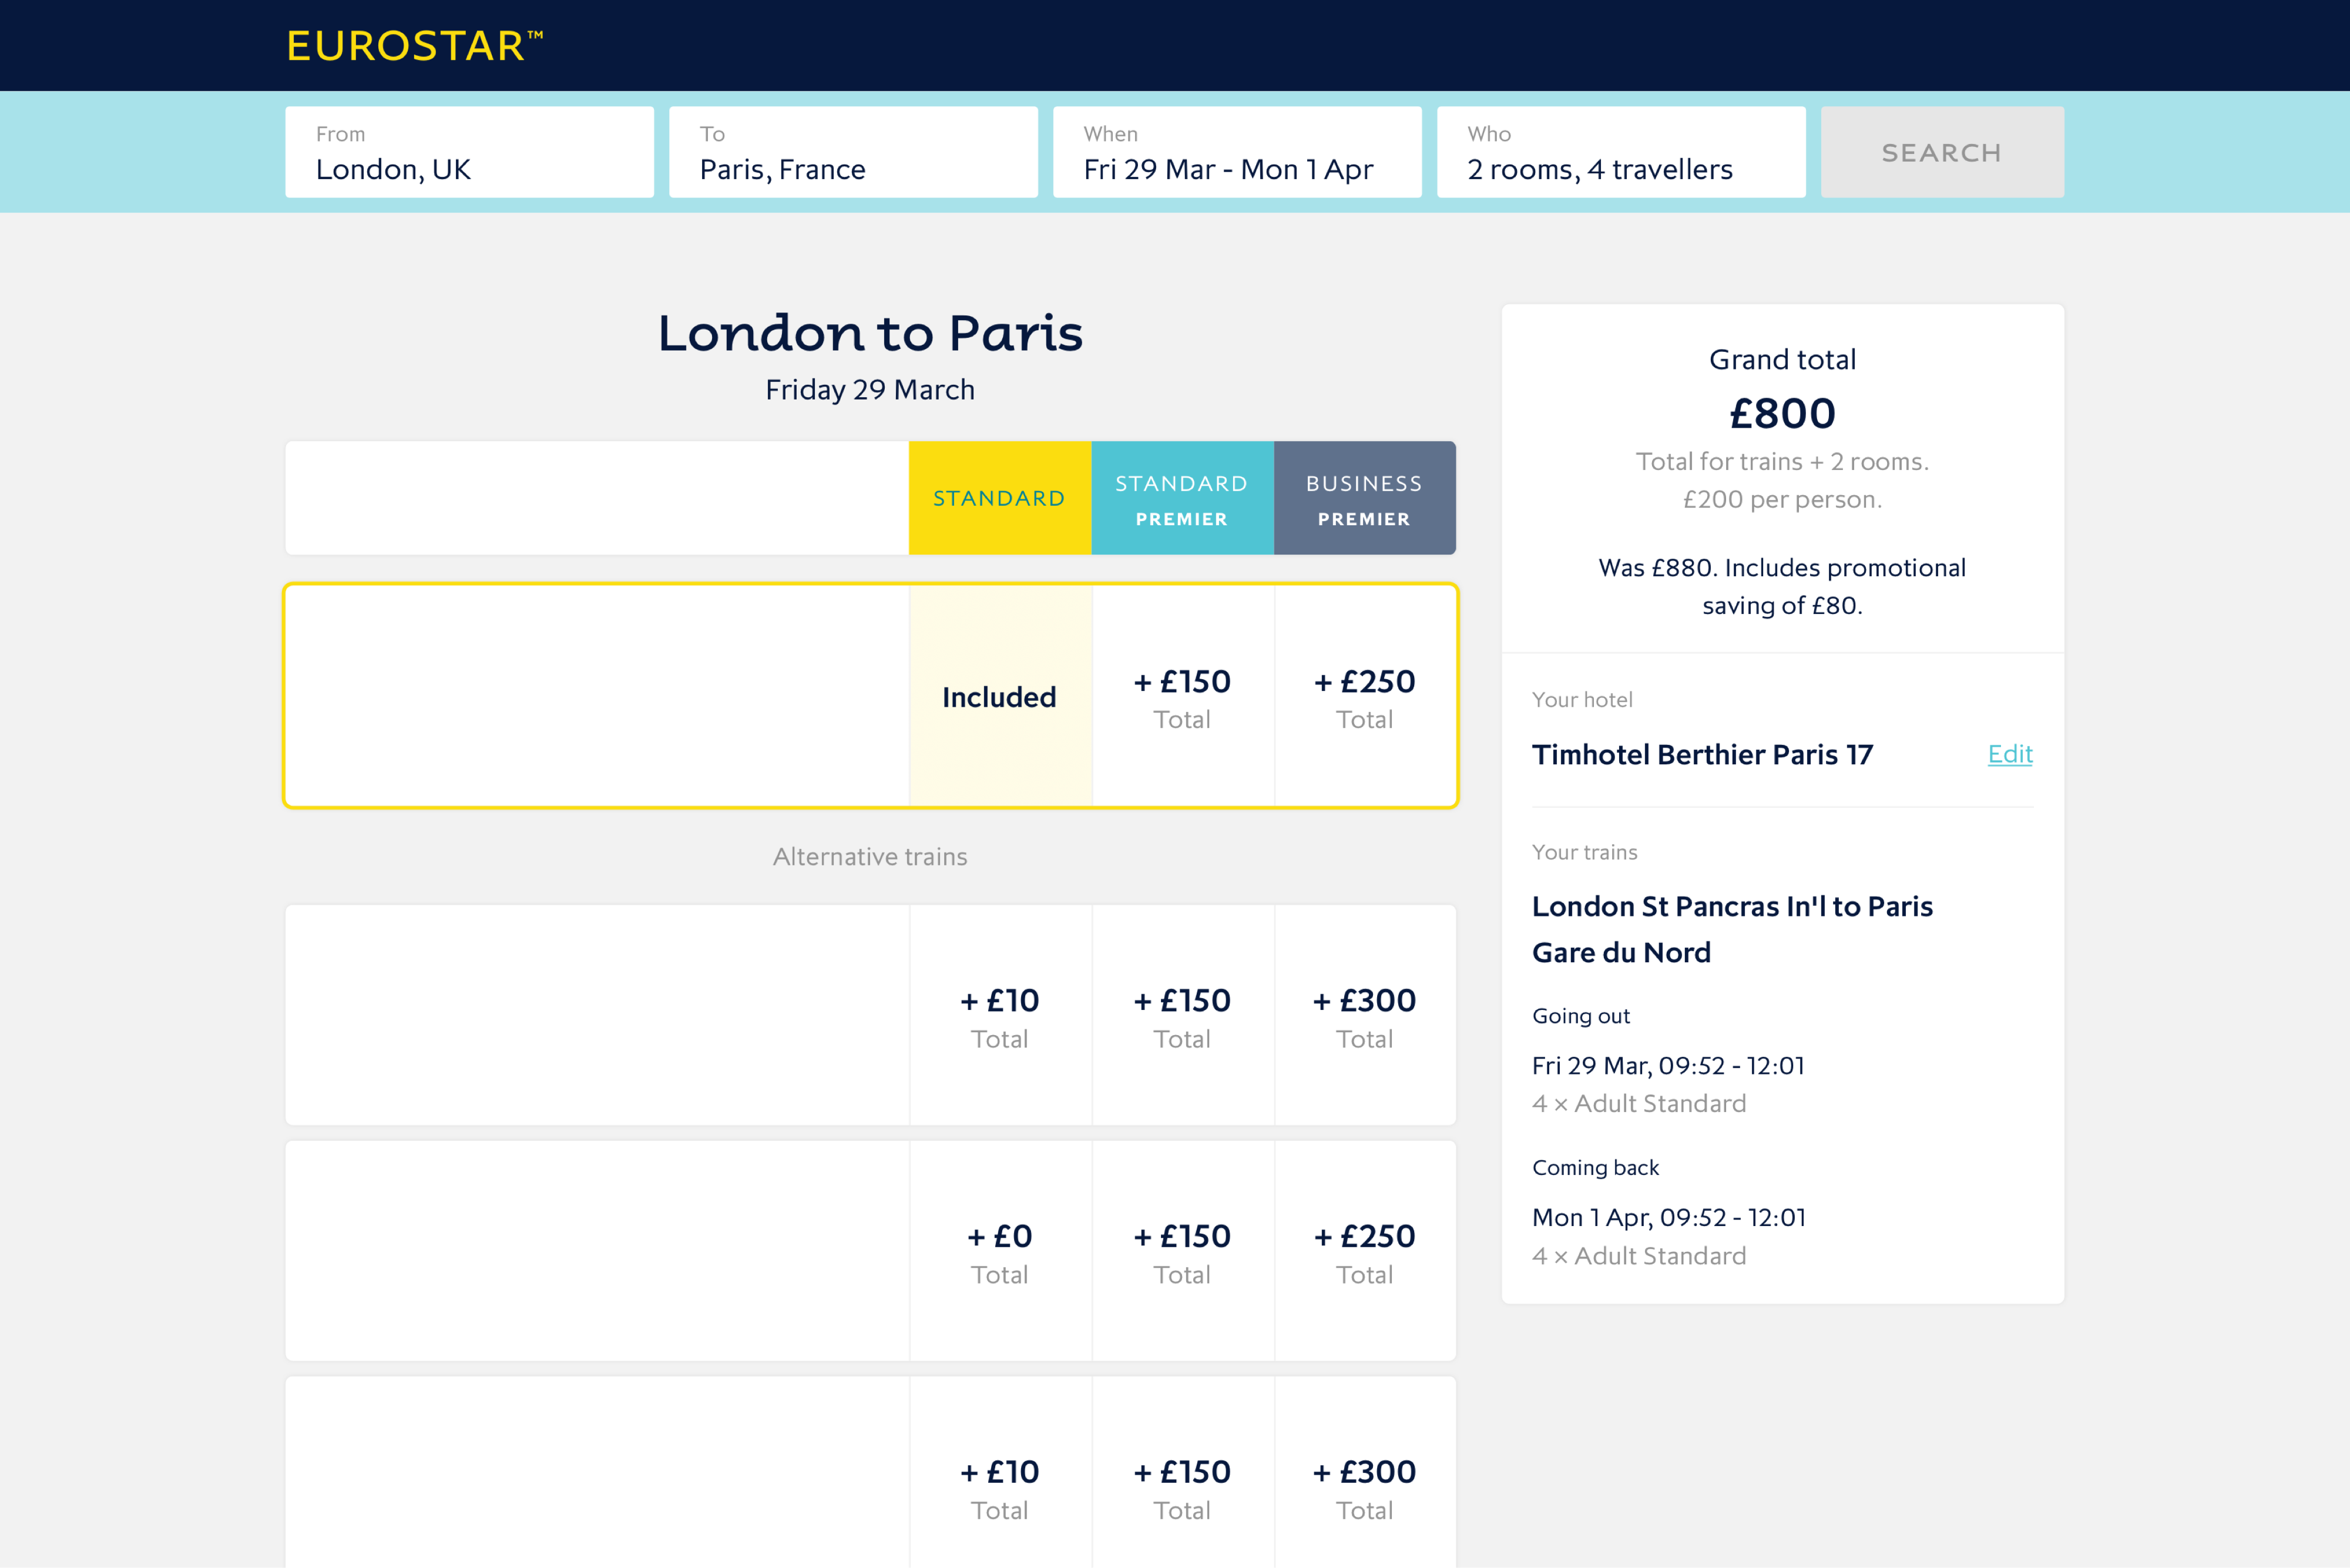 EUROSTAR™
From
London, UK
To
Paris, France
When
Fri 29 Mar - Mon 1 Apr
Who
2 rooms, 4 travellers
SEARCH
London to Paris
Friday 29 March
STANDARD
STANDARD
PREMIER
BUSINESS
PREMIER
Included
+ £150
Total
+ £250
Total
Alternative trains
+ £10
Total
+ £150
Total
+ £300
Total
+ £0
Total
+ £150
Total
+ £250
Total
+ £10
Total
+ £150
Total
+ £300
Total
Grand total
£800
Total for trains + 2 rooms.
£200 per person.
Was £880. Includes promotional
saving of £80.
Your hotel
Timhotel Berthier Paris 17
Edit
Your trains
London St Pancras In'l to Paris
Gare du Nord
Going out
Fri 29 Mar, 09:52 - 12:01
4 × Adult Standard
Coming back
Mon 1 Apr, 09:52 - 12:01
4 × Adult Standard